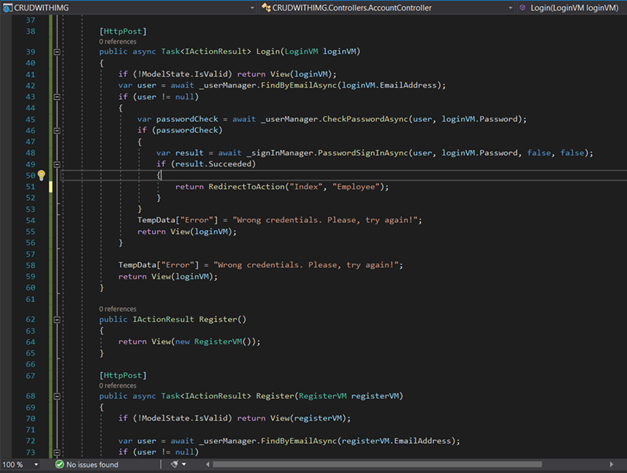 CRUDWITHIMG CRUDWITHIMG.Controllers.AccountController Login(LoginVM loginVM)
37
38 [HttpPost]
0 references
39 public async Task<IActionResult> Login(LoginVM loginVM)
40 {
41 if (!ModelState.IsValid) return View(loginVM);
42 var user = await _userManager.FindByEmailAsync(loginVM.EmailAddress);
43 if (user != null)
44 {
45 var passwordCheck = await _userManager.CheckPasswordAsync(user, loginVM.Password);
46 if (passwordCheck)
47 {
48 var result = await _signInManager.PasswordSignInAsync(user, loginVM.Password, false, false);
49 if (result.Succeeded)
50 {
51 return RedirectToAction("Index", "Employee");
52 }
53 }
54 TempData["Error"] = "Wrong credentials. Please, try again!";
55 return View(loginVM);
56 }
57
58 TempData["Error"] = "Wrong credentials. Please, try again!";
59 return View(loginVM);
60 }
61
0 references
62 public IActionResult Register()
63 {
64 return View(new RegisterVM());
65 }
66
67 [HttpPost]
0 references
68 public async Task<IActionResult> Register(RegisterVM registerVM)
69 {
70 if (!ModelState.IsValid) return View(registerVM);
71
72 var user = await _userManager.FindByEmailAsync(registerVM.EmailAddress);
73 if (user != null)
100 % No issues found